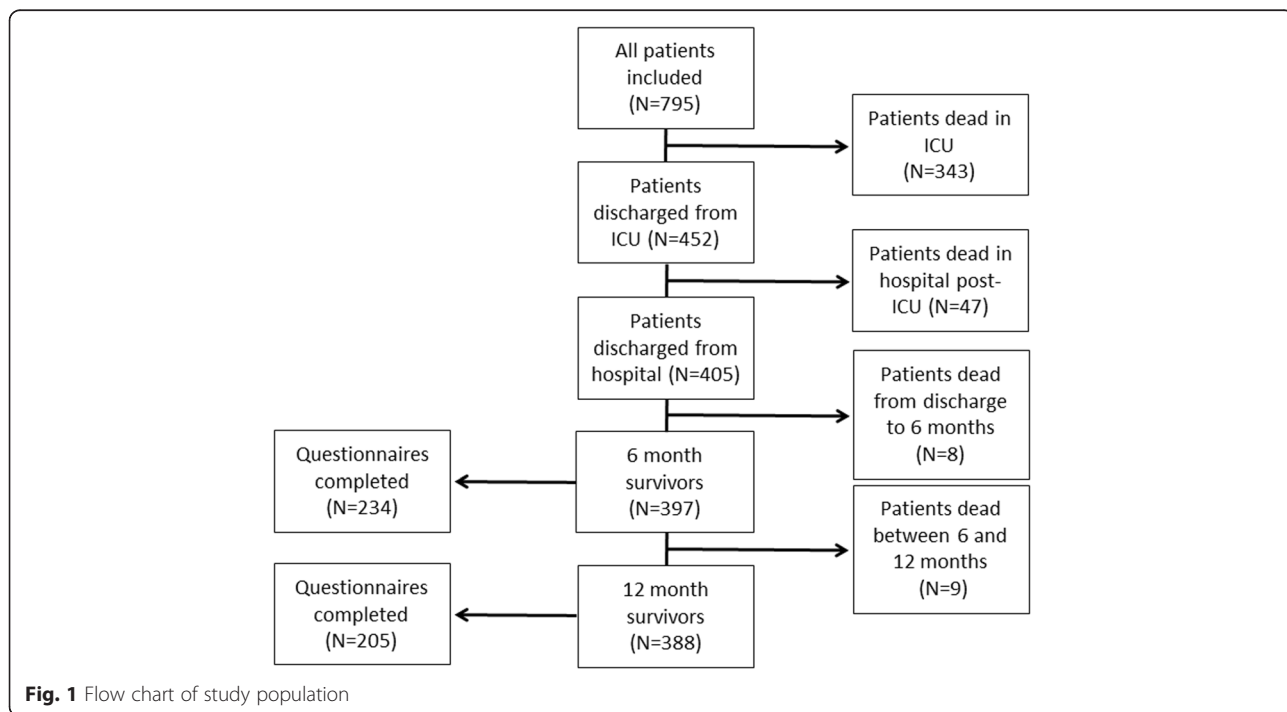 All patients
included
(N=795)
Patients dead in
ICU
(N=343)
Patients
discharged from
ICU (N=452)
Patients dead in
hospital post-
ICU (N=47)
Patients
discharged from
hospital (N=405)
Patients dead
from discharge
to 6 months
(N=8)
Questionnaires
completed
(N=234)
6 month
survivors
(N=397)
Patients dead
between 6 and
12 months
(N=9)
Questionnaires
completed
(N=205)
12 month
survivors
(N=388)
Fig. 1 Flow chart of study population